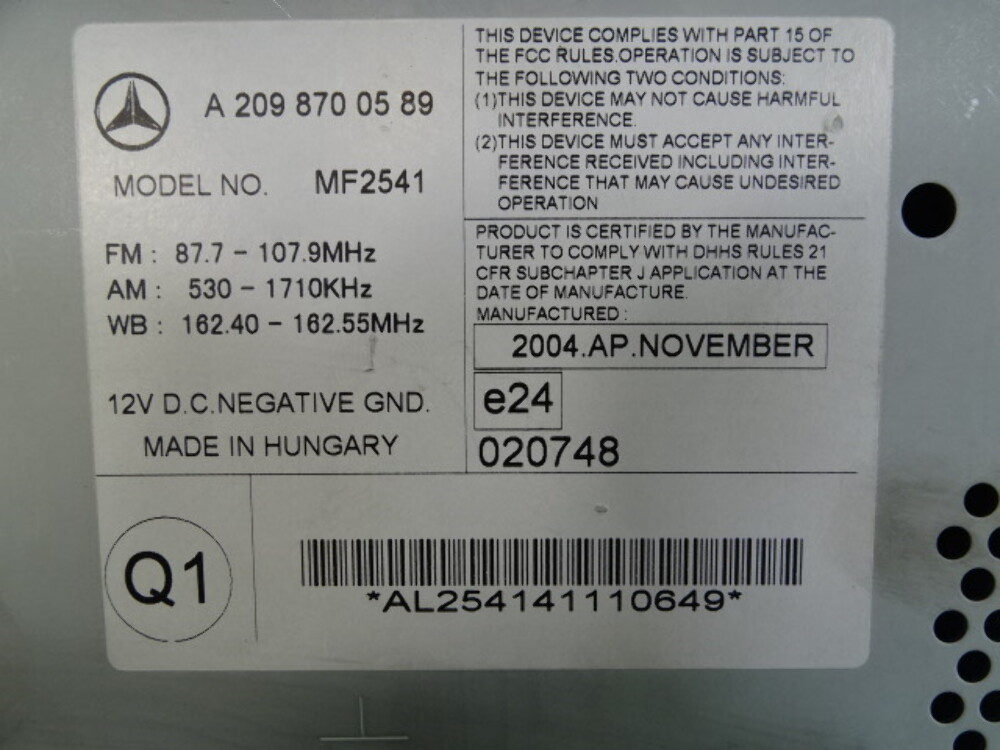 A 209 870 05 89
MODEL NO. MF2541
FM : 87.7 - 107.9MHz
AM : 530 - 1710KHz
WB : 162.40 - 162.55MHz
12V D.C.NEGATIVE GND.
MADE IN HUNGARY
THIS DEVICE COMPLIES WITH PART 15 OF
THE FCC RULES.OPERATION IS SUBJECT TO
THE FOLLOWING TWO CONDITIONS:
(1)THIS DEVICE MAY NOT CAUSE HARMFUL
INTERFERENCE.
(2)THIS DEVICE MUST ACCEPT ANY INTER-
FERENCE RECEIVED INCLUDING INTER-
FERENCE THAT MAY CAUSE UNDESIRED
OPERATION
PRODUCT IS CERTIFIED BY THE MANUFAC-
TURER TO COMPLY WITH DHHS RULES 21
CFR SUBCHAPTER J APPLICATION AT THE
DATE OF MANUFACTURE.
MANUFACTURED :
2004.AP.NOVEMBER
e24
020748
Q1
*AL254141110649*